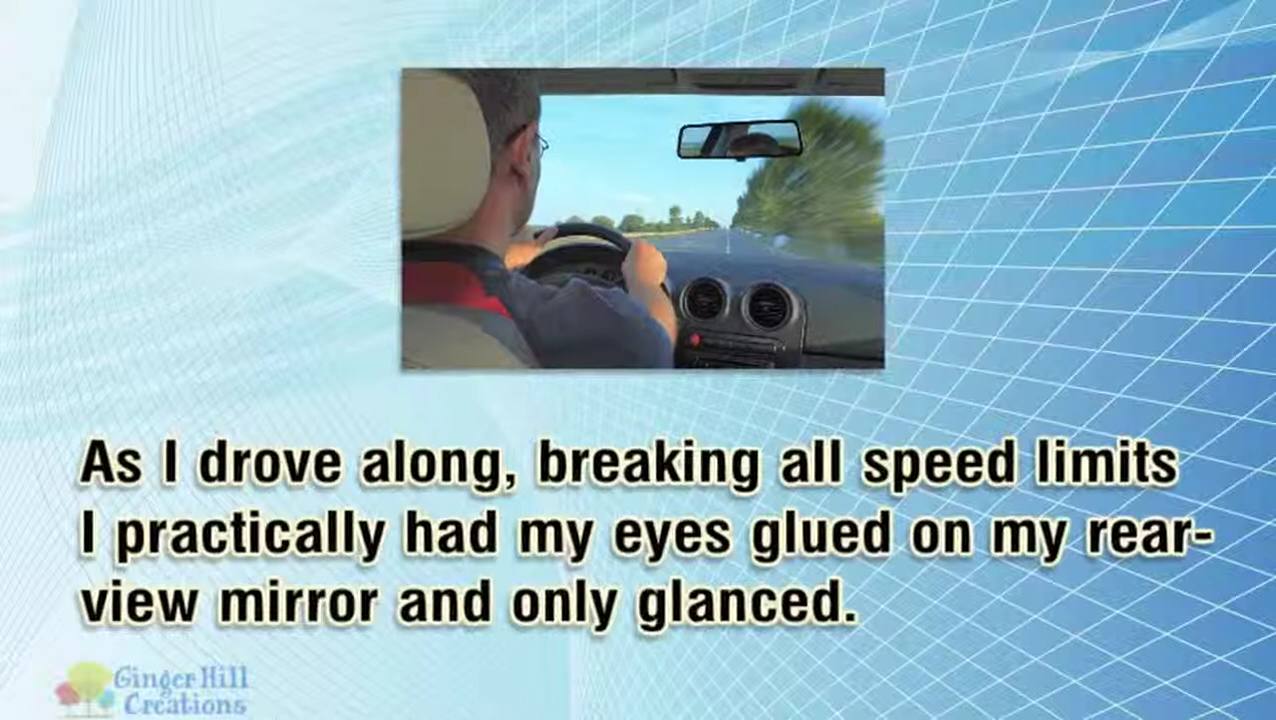 As I drove along, breaking all speed limits
I practically had my eyes glued on my rear-
view mirror and only glanced.
Ginger Hill
Creations